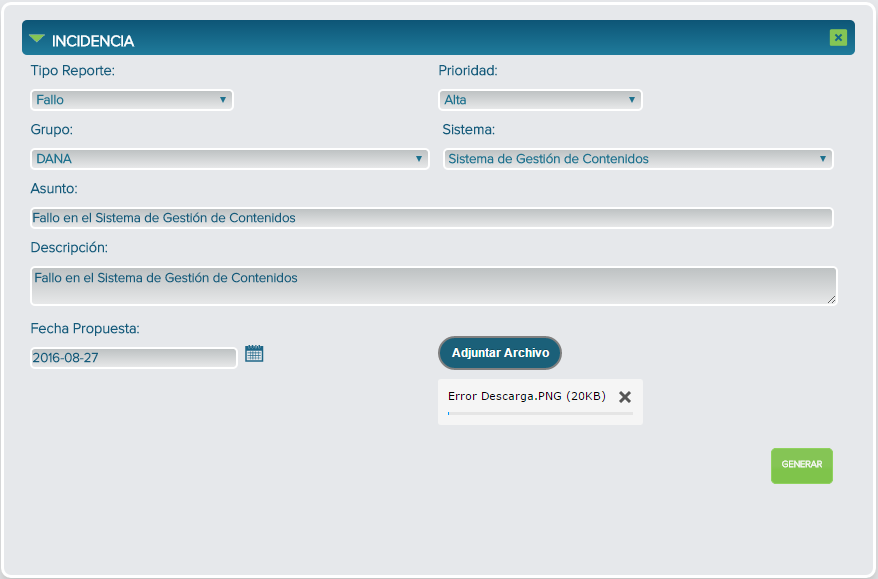 INCIDENCIA
Tipo Reporte: Prioridad:
Fallo Alta
Grupo: Sistema:
DANA Sistema de Gestión de Contenidos
Asunto:
Fallo en el Sistema de Gestión de Contenidos
Descripción:
Fallo en el Sistema de Gestión de Contenidos
Fecha Propuesta:
2016-08-27
Adjuntar Archivo
Error Descarga.PNG (20KB)
GENERAR